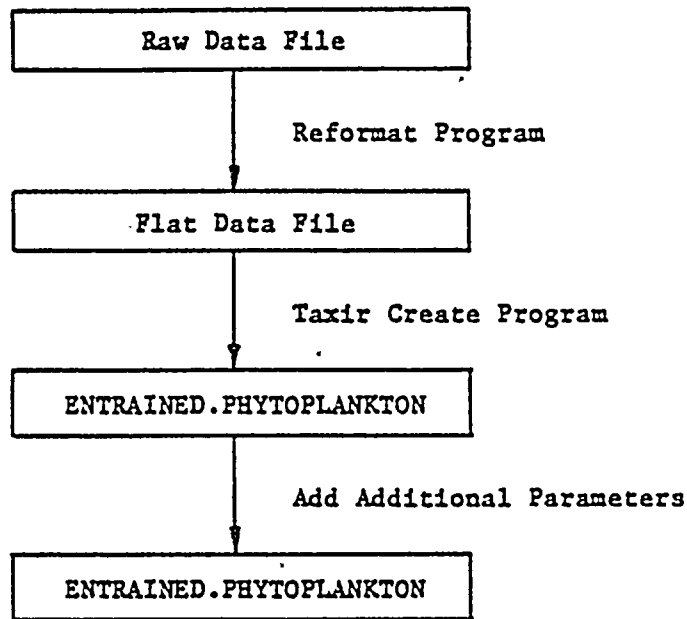 Raw Data File
Reformat Program
Flat Data File
Taxir Create Program
ENTRAINED.PHYTOPLANKTON
Add Additional Parameters
ENTRAINED.PHYTOPLANKTON